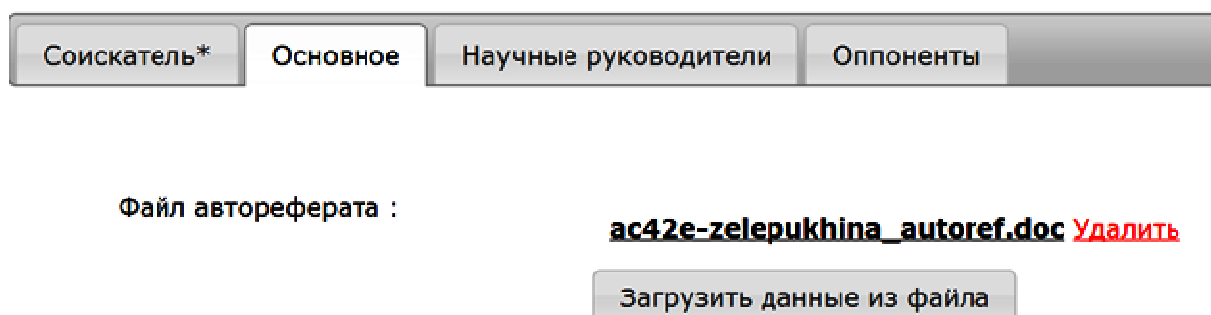 Соискатель* Основное Научные руководители Оппоненты
Файл автореферата :
ac42e-zelepukhina_autoref.doc Удалить
Загрузить данные из файла